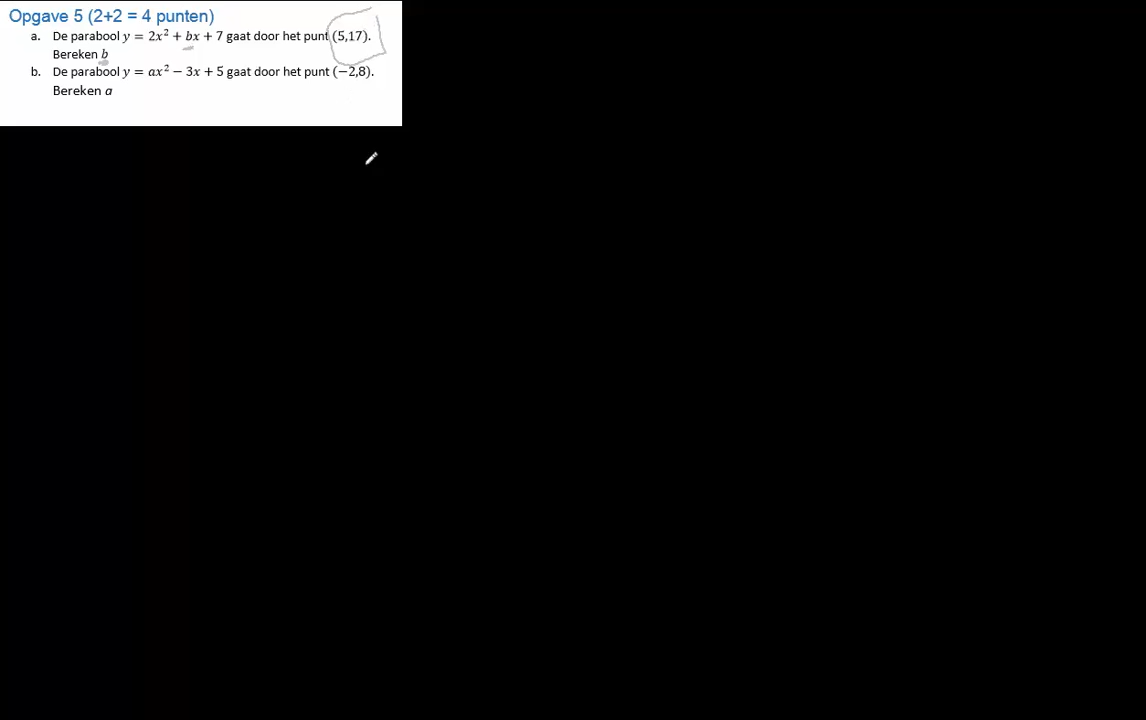 Opgave 5 (2+2 = 4 punten)
a. De parabool y = 2x² + bx + 7 gaat door het punt (5,17).
Bereken b
b. De parabool y = ax² − 3x + 5 gaat door het punt (−2,8).
Bereken a